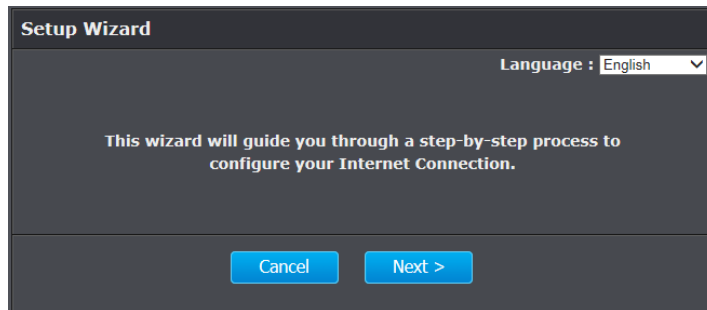 Setup Wizard
Language : English
This wizard will guide you through a step-by-step process to
configure your Internet Connection.
Cancel
Next >